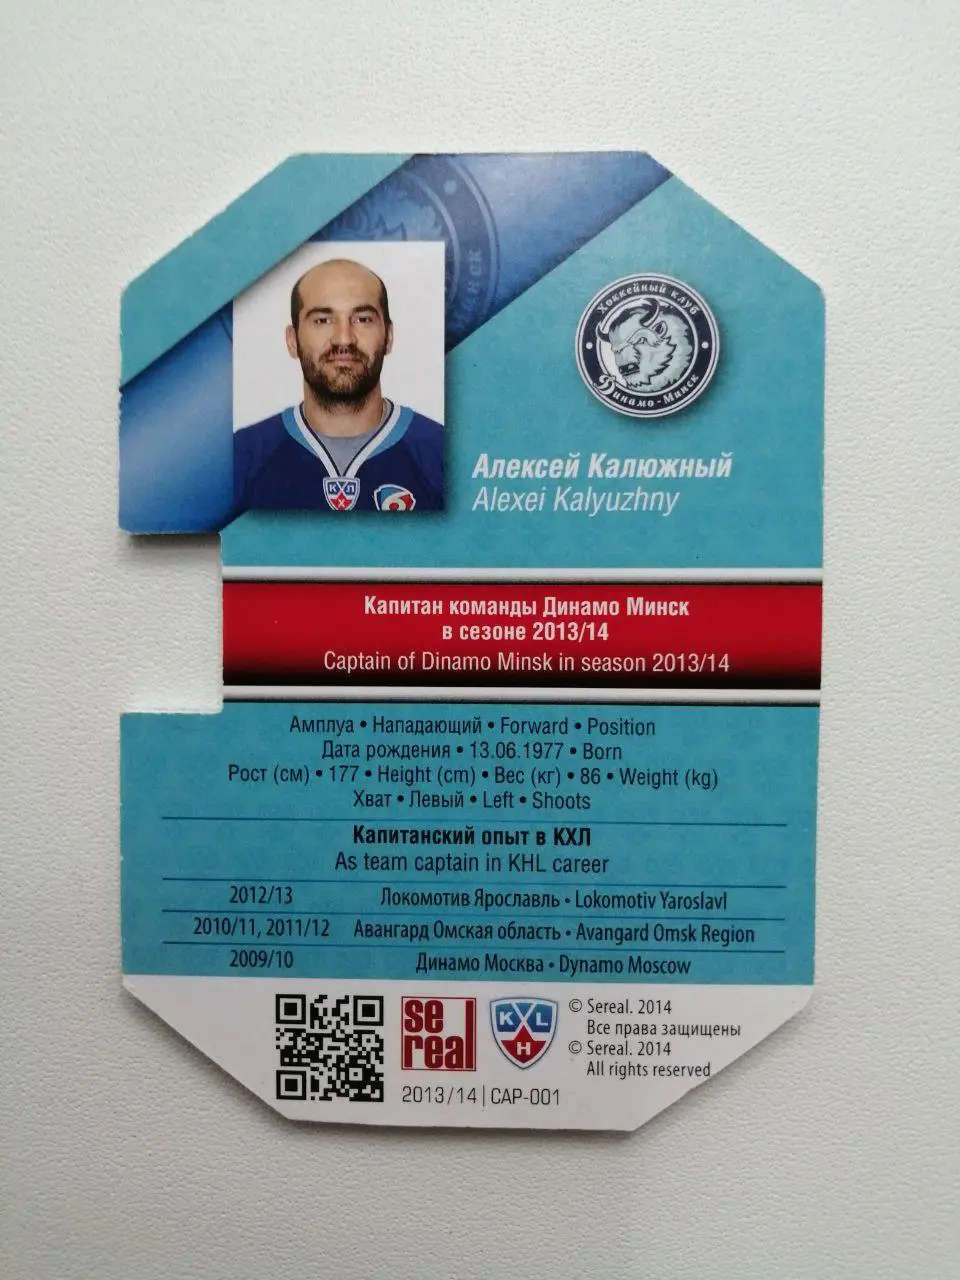 Хоккейный клуб
Динамо-Минск
Алексей Калюжный
Alexei Kalyuzhny
КХЛ
Капитан команды Динамо Минск
в сезоне 2013/14
Captain of Dinamo Minsk in season 2013/14
Амплуа • Нападающий • Forward • Position
Дата рождения • 13.06.1977 • Born
Рост (см) • 177 • Height (cm) • Вес (кг) • 86 • Weight (kg)
Хват • Левый • Left • Shoots
Капитанский опыт в КХЛ
As team captain in KHL career
2012/13 Локомотив Ярославль • Lokomotiv Yaroslavl
2010/11, 2011/12 Авангард Омская область • Avangard Omsk Region
2009/10 Динамо Москва • Dynamo Moscow
se
real
KHL
© Sereal. 2014
Все права защищены
© Sereal. 2014
All rights reserved
2013/14 | CAP-001